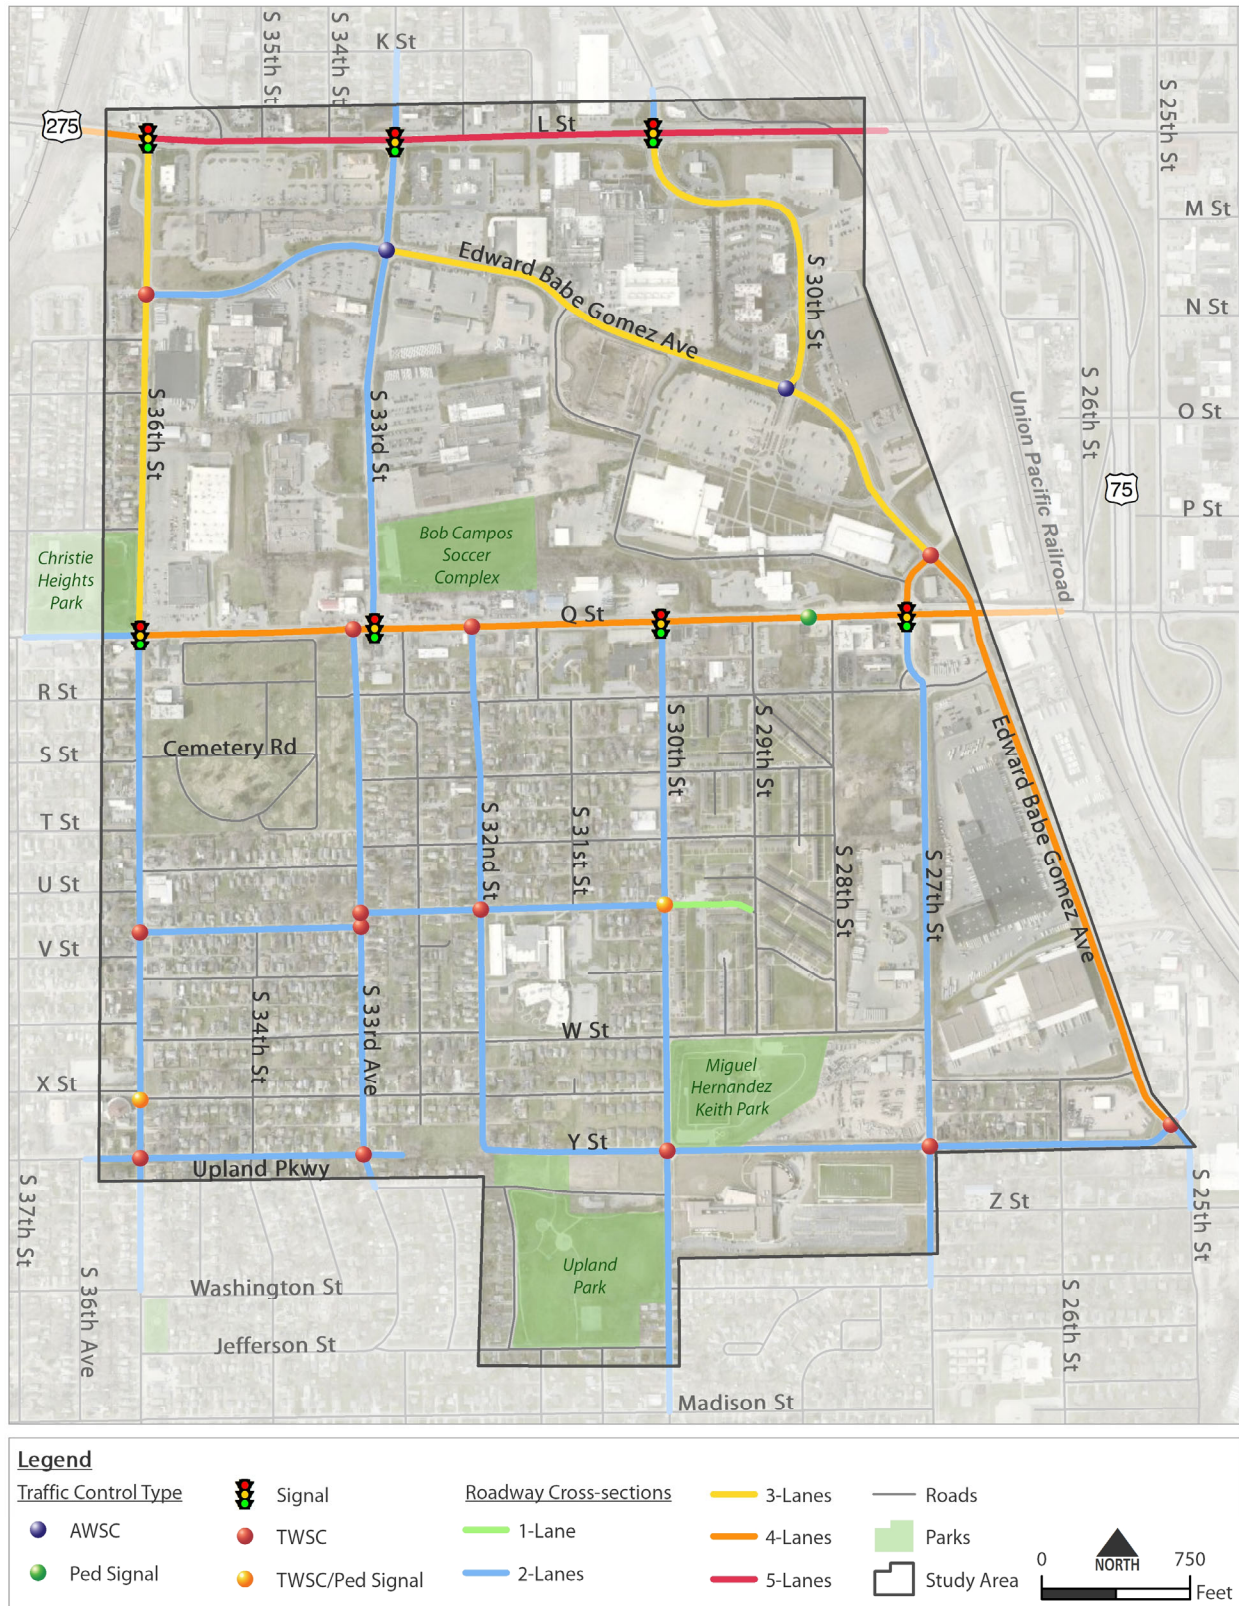 K St
S 35th St
S 34th St
275
L St
S 25th St
M St
Edward Babe Gomez Ave
S 30th St
N St
S 36th St
S 33rd St
Union Pacific Railroad
S 26th St
O St
75
P St
Christie
Heights
Park
Bob Campos
Soccer
Complex
Q St
R St
S 30th St
S 29th St
Edward Babe Gomez Ave
S St
Cemetery Rd
T St
S 32nd St
S 31st St
S 28th St
S 27th St
U St
V St
S 34th St
S 33rd Ave
W St
X St
Miguel
Hernandez
Keith Park
Y St
Upland Pkwy
S 37th St
Z St
S 25th St
Upland
Park
S 36th Ave
Washington St
S 26th St
Jefferson St
Madison St
Legend
Traffic Control Type
AWSC
Ped Signal
Signal
TWSC
TWSC/Ped Signal
Roadway Cross-sections
1-Lane
2-Lanes
3-Lanes
4-Lanes
5-Lanes
Roads
Parks
Study Area
NORTH
0 750
Feet